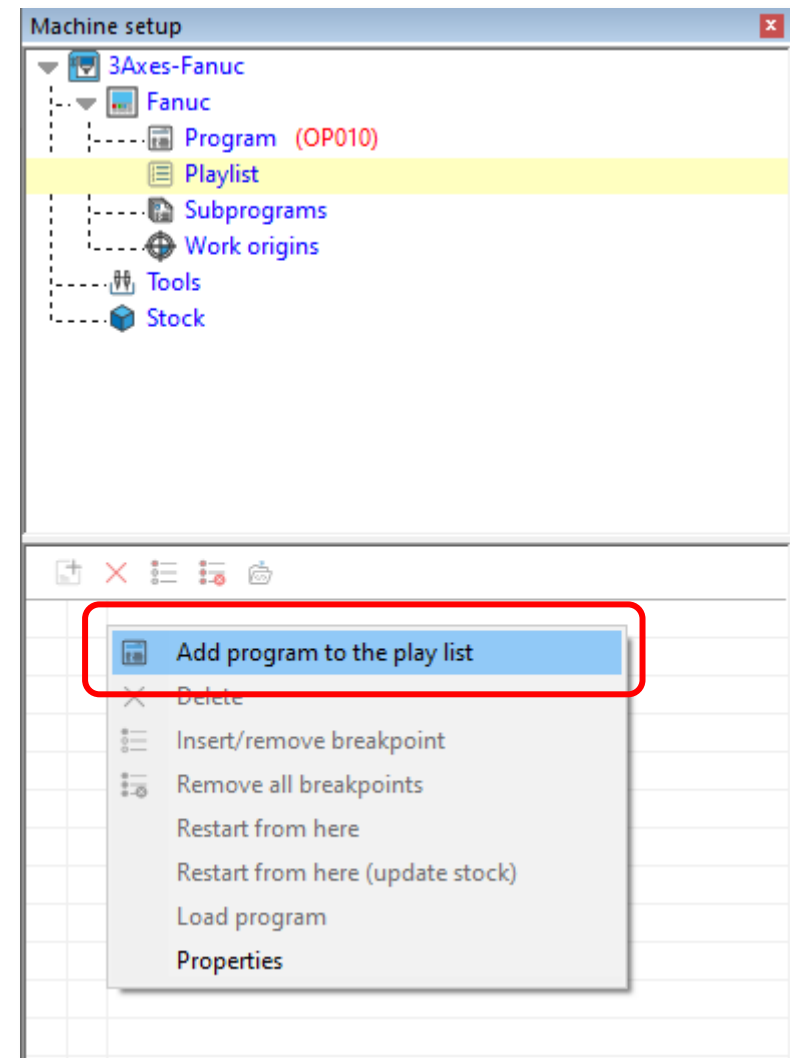 Machine setup
3Axes-Fanuc
Fanuc
Program (OP010)
Playlist
Subprograms
Work origins
Tools
Stock
Add program to the play list
Delete
Insert/remove breakpoint
Remove all breakpoints
Restart from here
Restart from here (update stock)
Load program
Properties